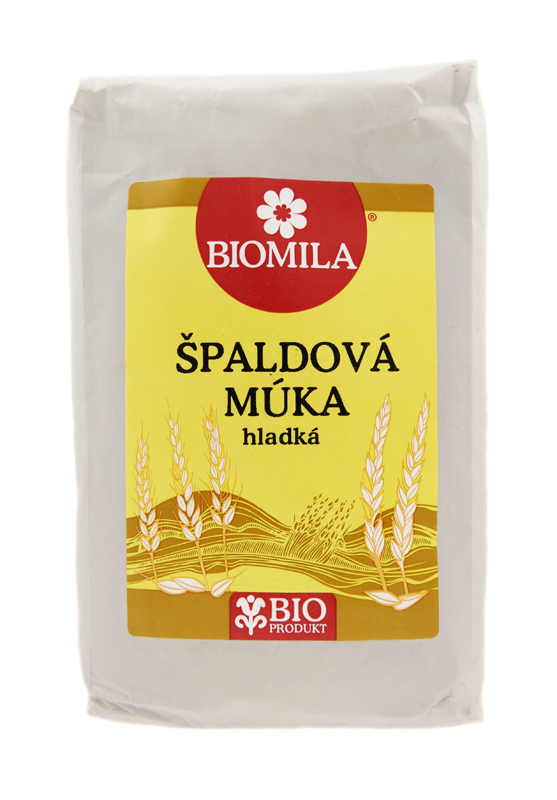 BIOMILA
®
ŠPALDOVÁ
MÚKA
hladká
BIO
PRODUKT